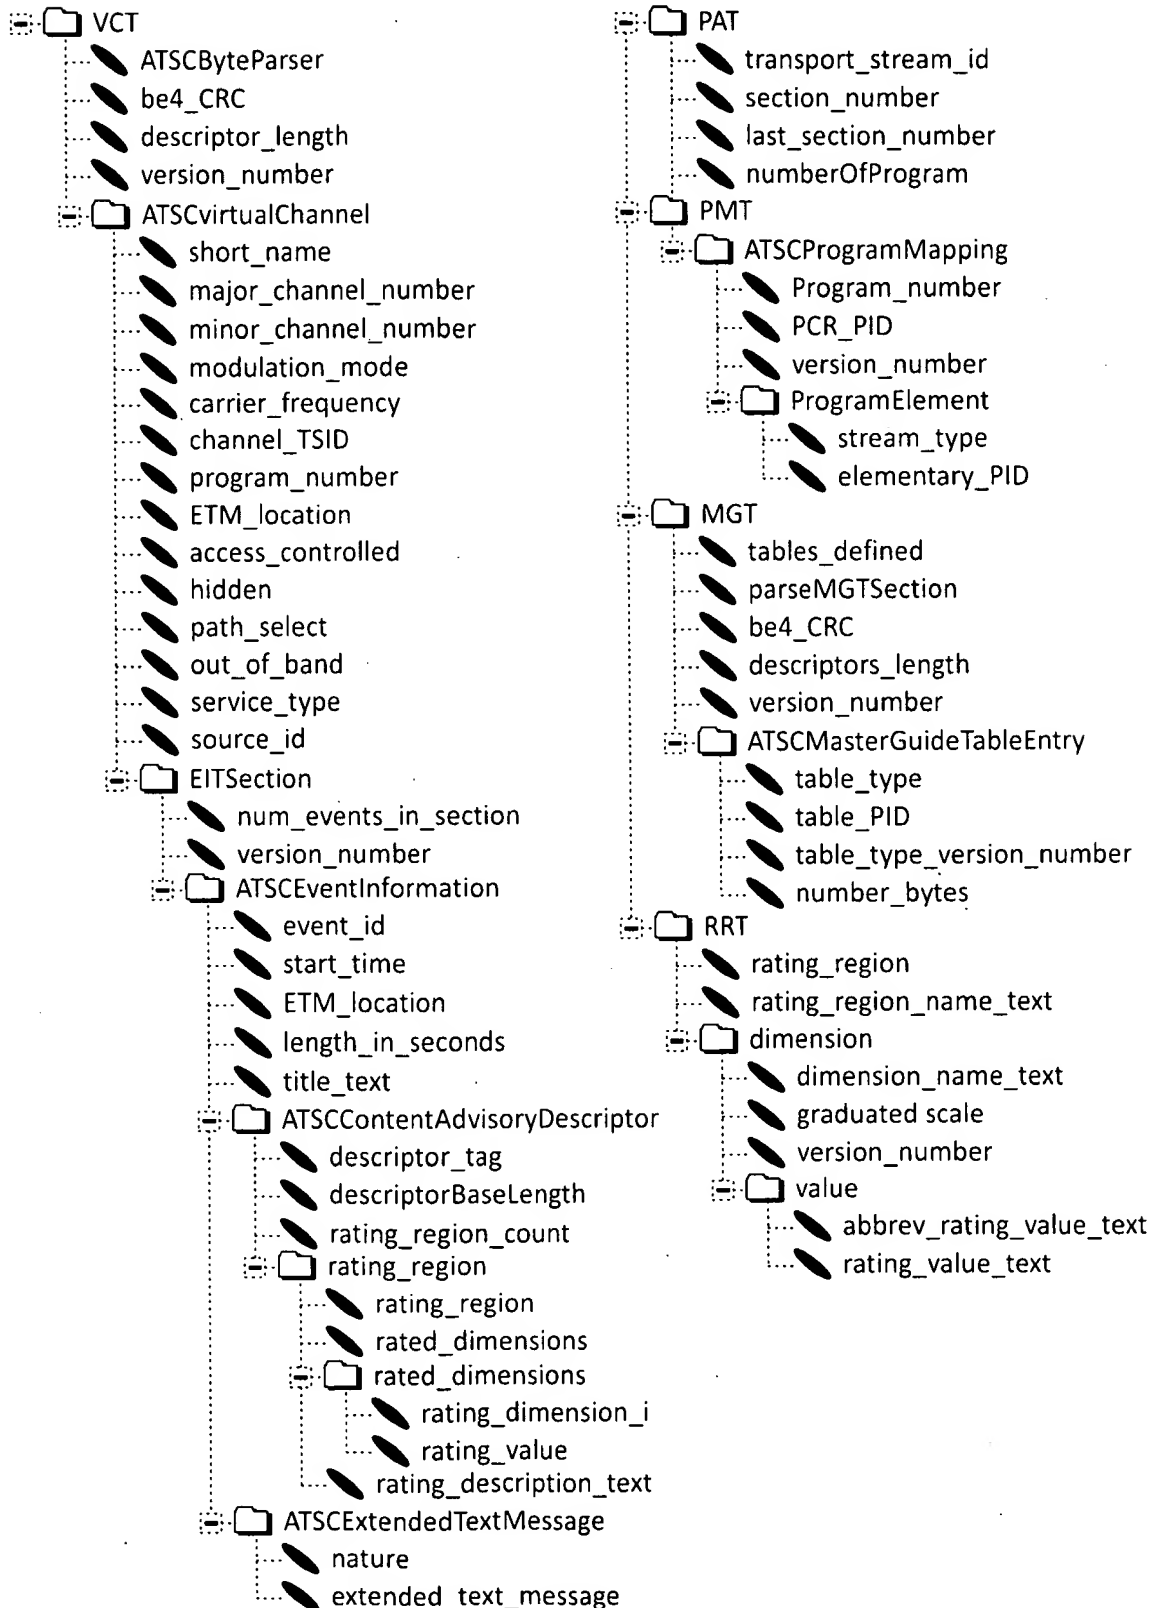 VCT
ATSCByteParser
be4_CRC
descriptor_length
version_number
ATSCvirtualChannel
short_name
major_channel_number
minor_channel_number
modulation_mode
carrier_frequency
channel_TSID
program_number
ETM_location
access_controlled
hidden
path_select
out_of_band
service_type
source_id
EITSection
num_events_in_section
version_number
ATSCEventInformation
event_id
start_time
ETM_location
length_in_seconds
title_text
ATSCContentAdvisoryDescriptor
descriptor_tag
descriptorBaseLength
rating_region_count
rating_region
rating_region
rated_dimensions
rated_dimensions
rating_dimension_i
rating_value
rating_description_text
ATSCExtendedTextMessage
nature
extended_text_message
PAT
transport_stream_id
section_number
last_section_number
numberOfProgram
PMT
ATSCProgramMapping
Program_number
PCR_PID
version_number
ProgramElement
stream_type
elementary_PID
MGT
tables_defined
parseMGTSection
be4_CRC
descriptors_length
version_number
ATSCMasterGuideTableEntry
table_type
table_PID
table_type_version_number
number_bytes
RRT
rating_region
rating_region_name_text
dimension
dimension_name_text
graduated scale
version_number
value
abbrev_rating_value_text
rating_value_text